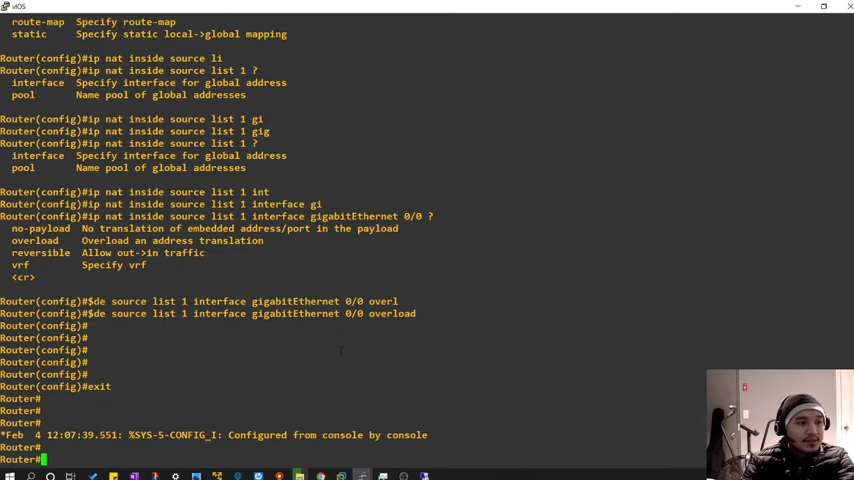 vIOS
route-map  Specify route-map
static     Specify static local->global mapping
Router(config)#ip nat inside source li
Router(config)#ip nat inside source list 1 ?
interface  Specify interface for global address
pool       Name pool of global addresses
Router(config)#ip nat inside source list 1 gi
Router(config)#ip nat inside source list 1 gig
Router(config)#ip nat inside source list 1 ?
interface  Specify interface for global address
pool       Name pool of global addresses
Router(config)#ip nat inside source list 1 int
Router(config)#ip nat inside source list 1 interface gi
Router(config)#ip nat inside source list 1 interface gigabitEthernet 0/0 ?
no-payload  No translation of embedded address/port in the payload
overload    Overload an address translation
reversible  Allow out->in traffic
vrf         Specify vrf
<cr>
Router(config)#$de source list 1 interface gigabitEthernet 0/0 overl
Router(config)#$de source list 1 interface gigabitEthernet 0/0 overload
Router(config)#
Router(config)#
Router(config)#
Router(config)#
Router(config)#
Router(config)#exit
Router#
Router#
Router#
*Feb  4 12:07:39.551: %SYS-5-CONFIG_I: Configured from console by console
Router#
Router#